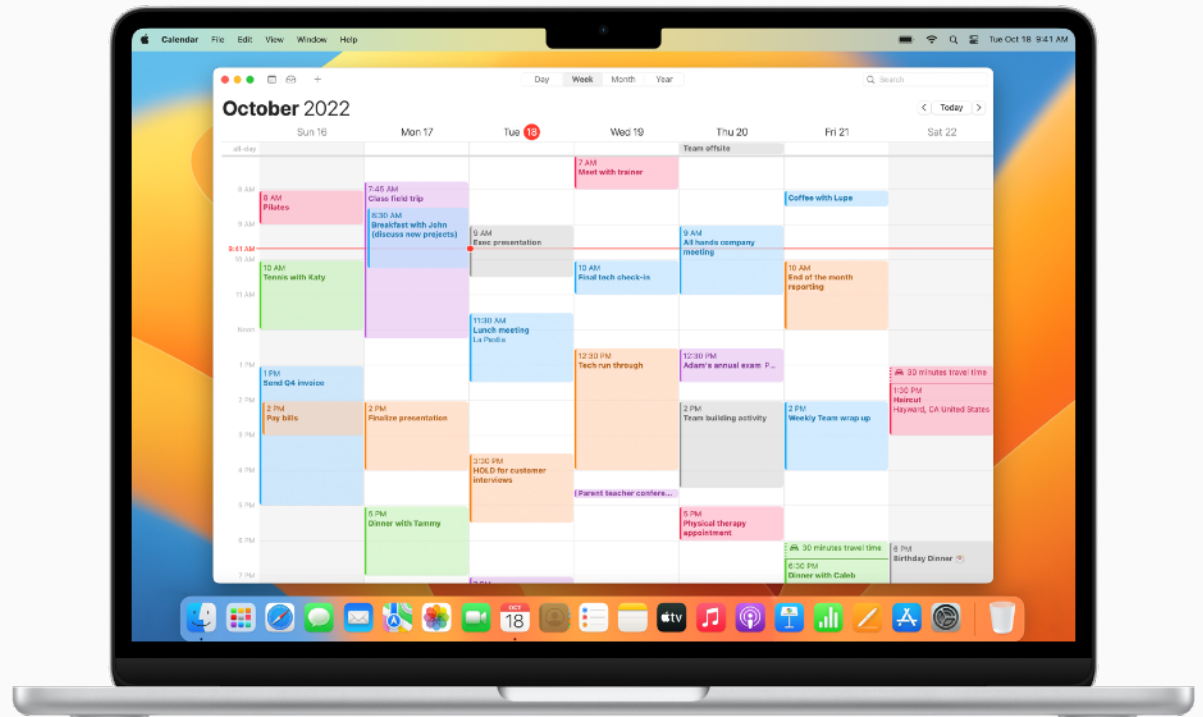 Calendar File Edit View Window Help
Tue Oct 18 9:41 AM
Day Week Month Year
Search
October 2022
Today
Sun 16 Mon 17 Tue 18 Wed 19 Thu 20 Fri 21 Sat 22
all-day
Team offsite
8 AM
9 AM
9:41 AM
10 AM
11 AM
Noon
1 PM
2 PM
3 PM
4 PM
5 PM
6 PM
7 PM
8 AM
Pilates
10 AM
Tennis with Katy
1 PM
Send Q4 invoice
2 PM
Pay bills
7:45 AM
Class field trip
8:30 AM
Breakfast with John
(discuss new projects)
2 PM
Finalize presentation
5 PM
Dinner with Tammy
9 AM
Exec presentation
11:30 AM
Lunch meeting
3:30 PM
HOLD for customer
interviews
7 AM
Meet with trainer
10 AM
Final tech check-in
12:30 PM
Tech run through
Parent teacher confere...
9 AM
All hands company
meeting
12:30 PM
Adam's annual exam P...
2 PM
Team building activity
5 PM
Physical therapy
appointment
Coffee with Lupe
10 AM
End of the month
reporting
2 PM
Weekly Team wrap up
30 minutes travel time
6:30 PM
Dinner with Caleb
30 minutes travel time
1:30 PM
Haircut
Hayward, CA United States
6 PM
Birthday Dinner
OCT
18
tv